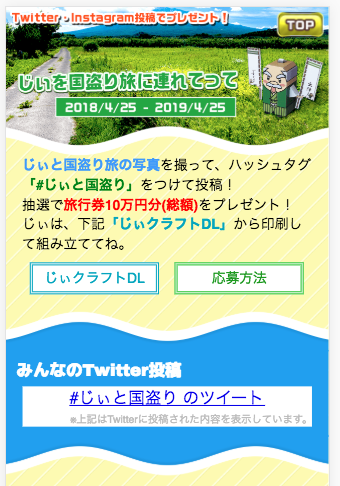 Twitter・Instagram投稿でプレゼント！
TOP
じぃを国盗り旅に連れてって
2018/4/25 - 2019/4/25
じぃと国盗り旅の写真を撮って、ハッシュタグ
「#じぃと国盗り」をつけて投稿！
抽選で旅行券10万円分(総額)をプレゼント！
じぃは、下記「じぃクラフトDL」から印刷し
て組み立ててね。
じぃクラフトDL
応募方法
みんなのTwitter投稿
#じぃと国盗り のツイート
※上記はTwitterに投稿された内容を表示しています。